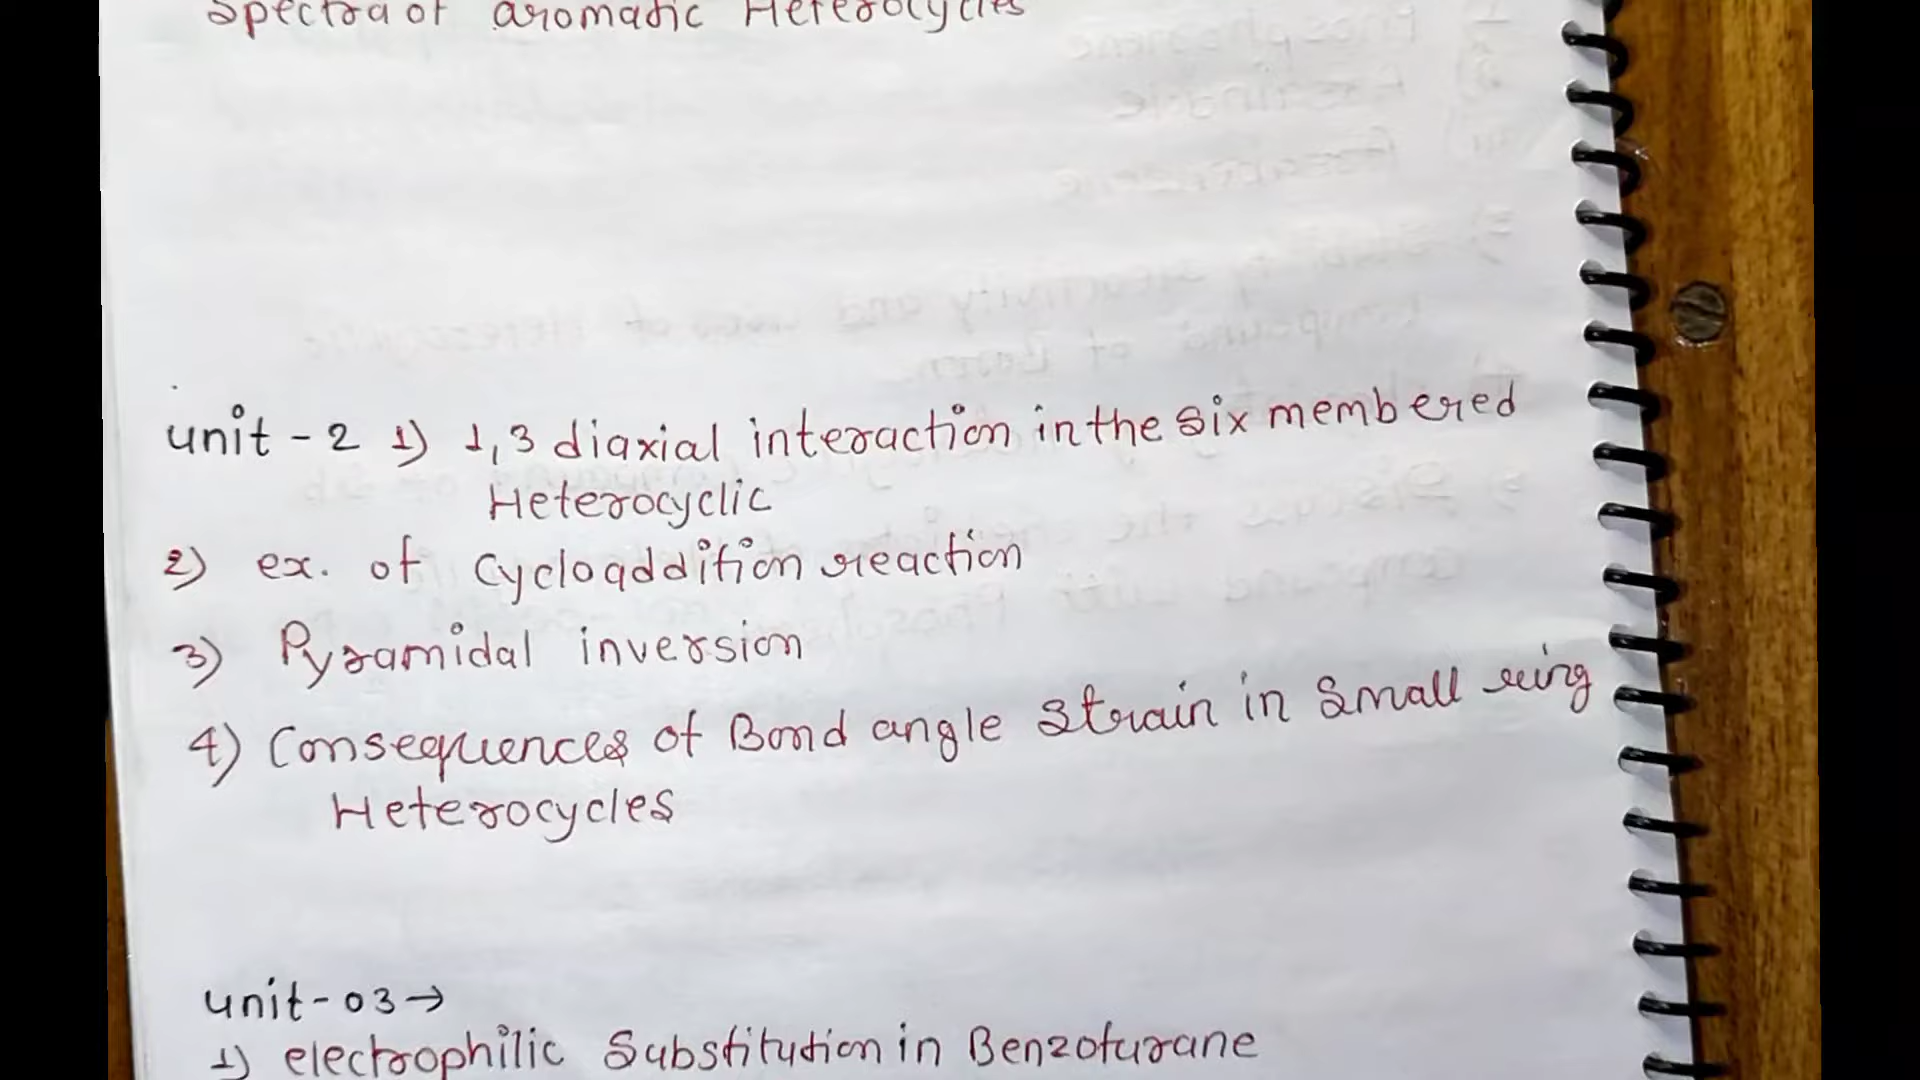 Spectra of aromatic Heterocycles
unit - 2 1) 1,3 diaxial interaction in the six membered
Heterocyclic
2) ex. of Cycloaddition reaction
3) Pyramidal inversion
4) Consequences of Bond angle Strain in Small ring
Heterocycles
unit - 03 →
1) electrophilic Substitution in Benzofurane